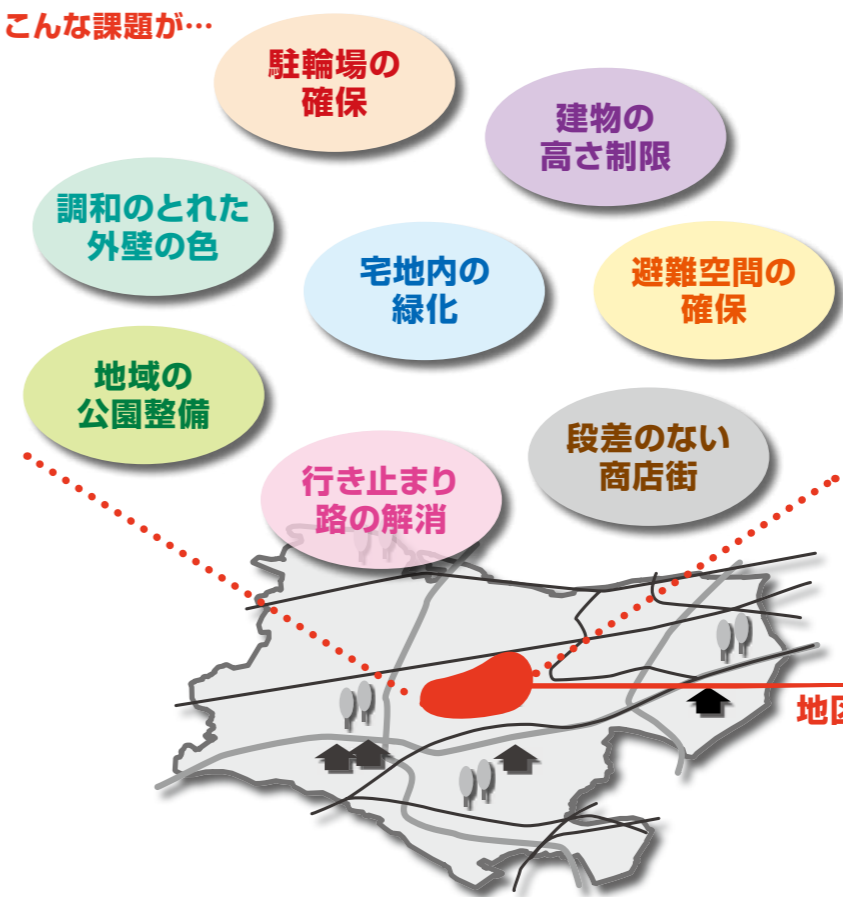 こんな課題が…
駐輪場の
確保
建物の
高さ制限
調和のとれた
外壁の色
宅地内の
緑化
避難空間の
確保
地域の
公園整備
段差のない
商店街
行き止まり
路の解消
地区